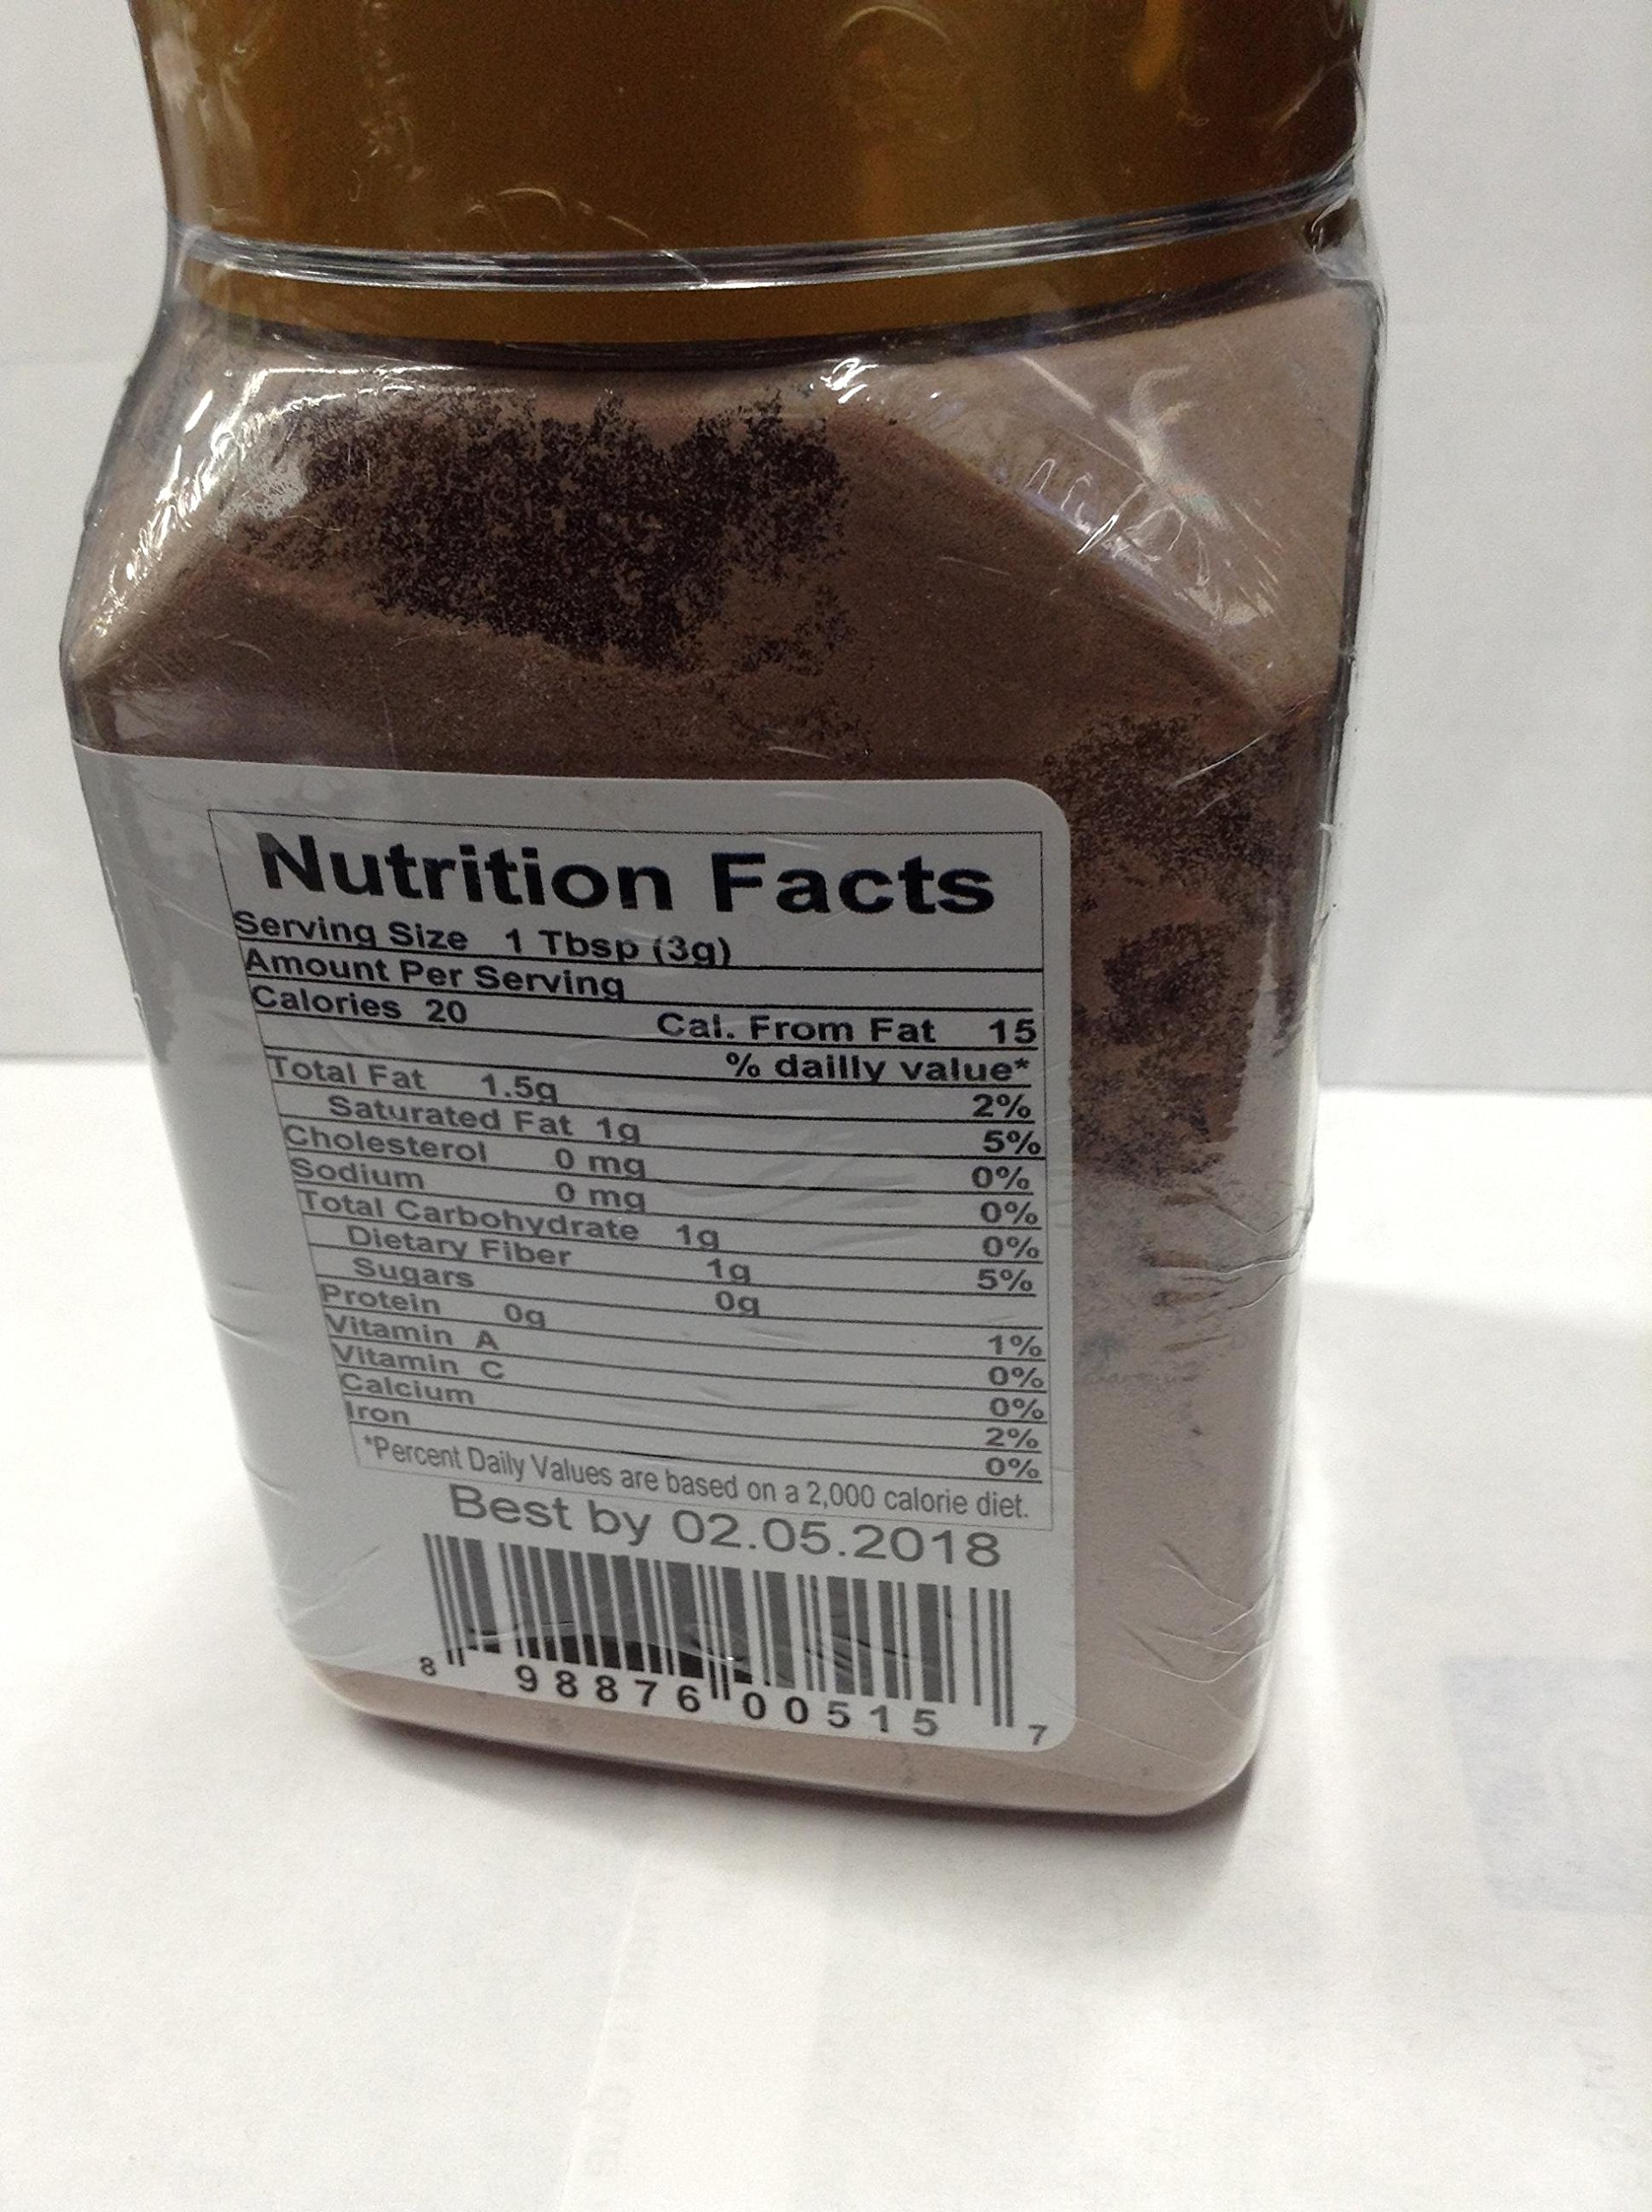 Nutrition Facts
Serving Size 1 Tbsp (3g)
Amount Per Serving
Calories 20 Cal. From Fat 15
% dailly value*
Total Fat 1.5g 2%
Saturated Fat 1g 5%
Cholesterol 0 mg 0%
Sodium 0 mg 0%
Total Carbohydrate 1g 0%
Dietary Fiber 1g 5%
Sugars 0g
Protein 0g 1%
Vitamin A 0%
Vitamin C 0%
Calcium 2%
Iron 0%
*Percent Daily Values are based on a 2,000 calorie diet.
Best by 02.05.2018
8 98876 00515 7